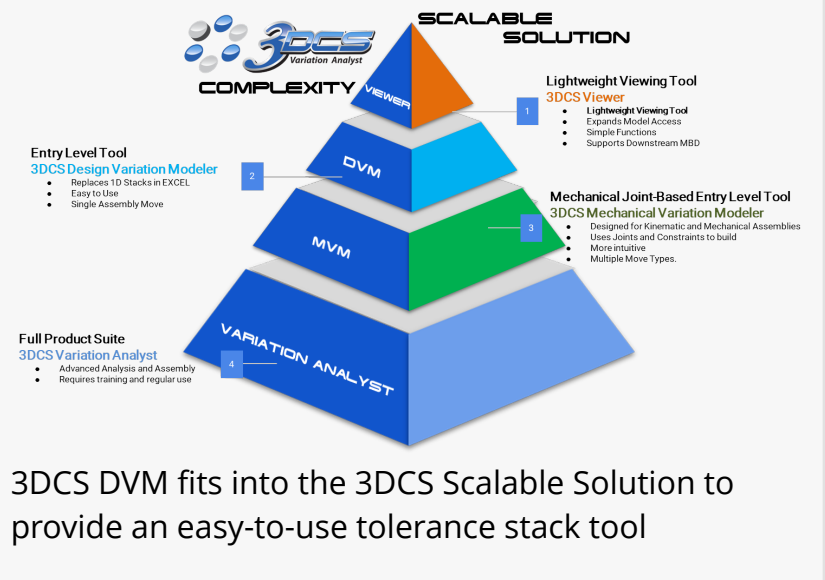 SCALABLE
SOLUTION
3DCS
Variation Analyst
COMPLEXITY
VIEWER
1
Lightweight Viewing Tool
3DCS Viewer
● Lightweight Viewing Tool
● Expands Model Access
● Simple Functions
● Supports Downstream MBD
Entry Level Tool
3DCS Design Variation Modeler
● Replaces 1D Stacks in EXCEL
● Easy to Use
● Single Assembly Move
2
DVM
Mechanical Joint-Based Entry Level Tool
3DCS Mechanical Variation Modeler
● Designed for Kinematic and Mechanical Assemblies
● Uses Joints and Constraints to build
● More intuitive
● Multiple Move Types.
3
MVM
Full Product Suite
3DCS Variation Analyst
● Advanced Analysis and Assembly
● Requires training and regular use
4
VARIATION ANALYST
3DCS DVM fits into the 3DCS Scalable Solution to
provide an easy-to-use tolerance stack tool